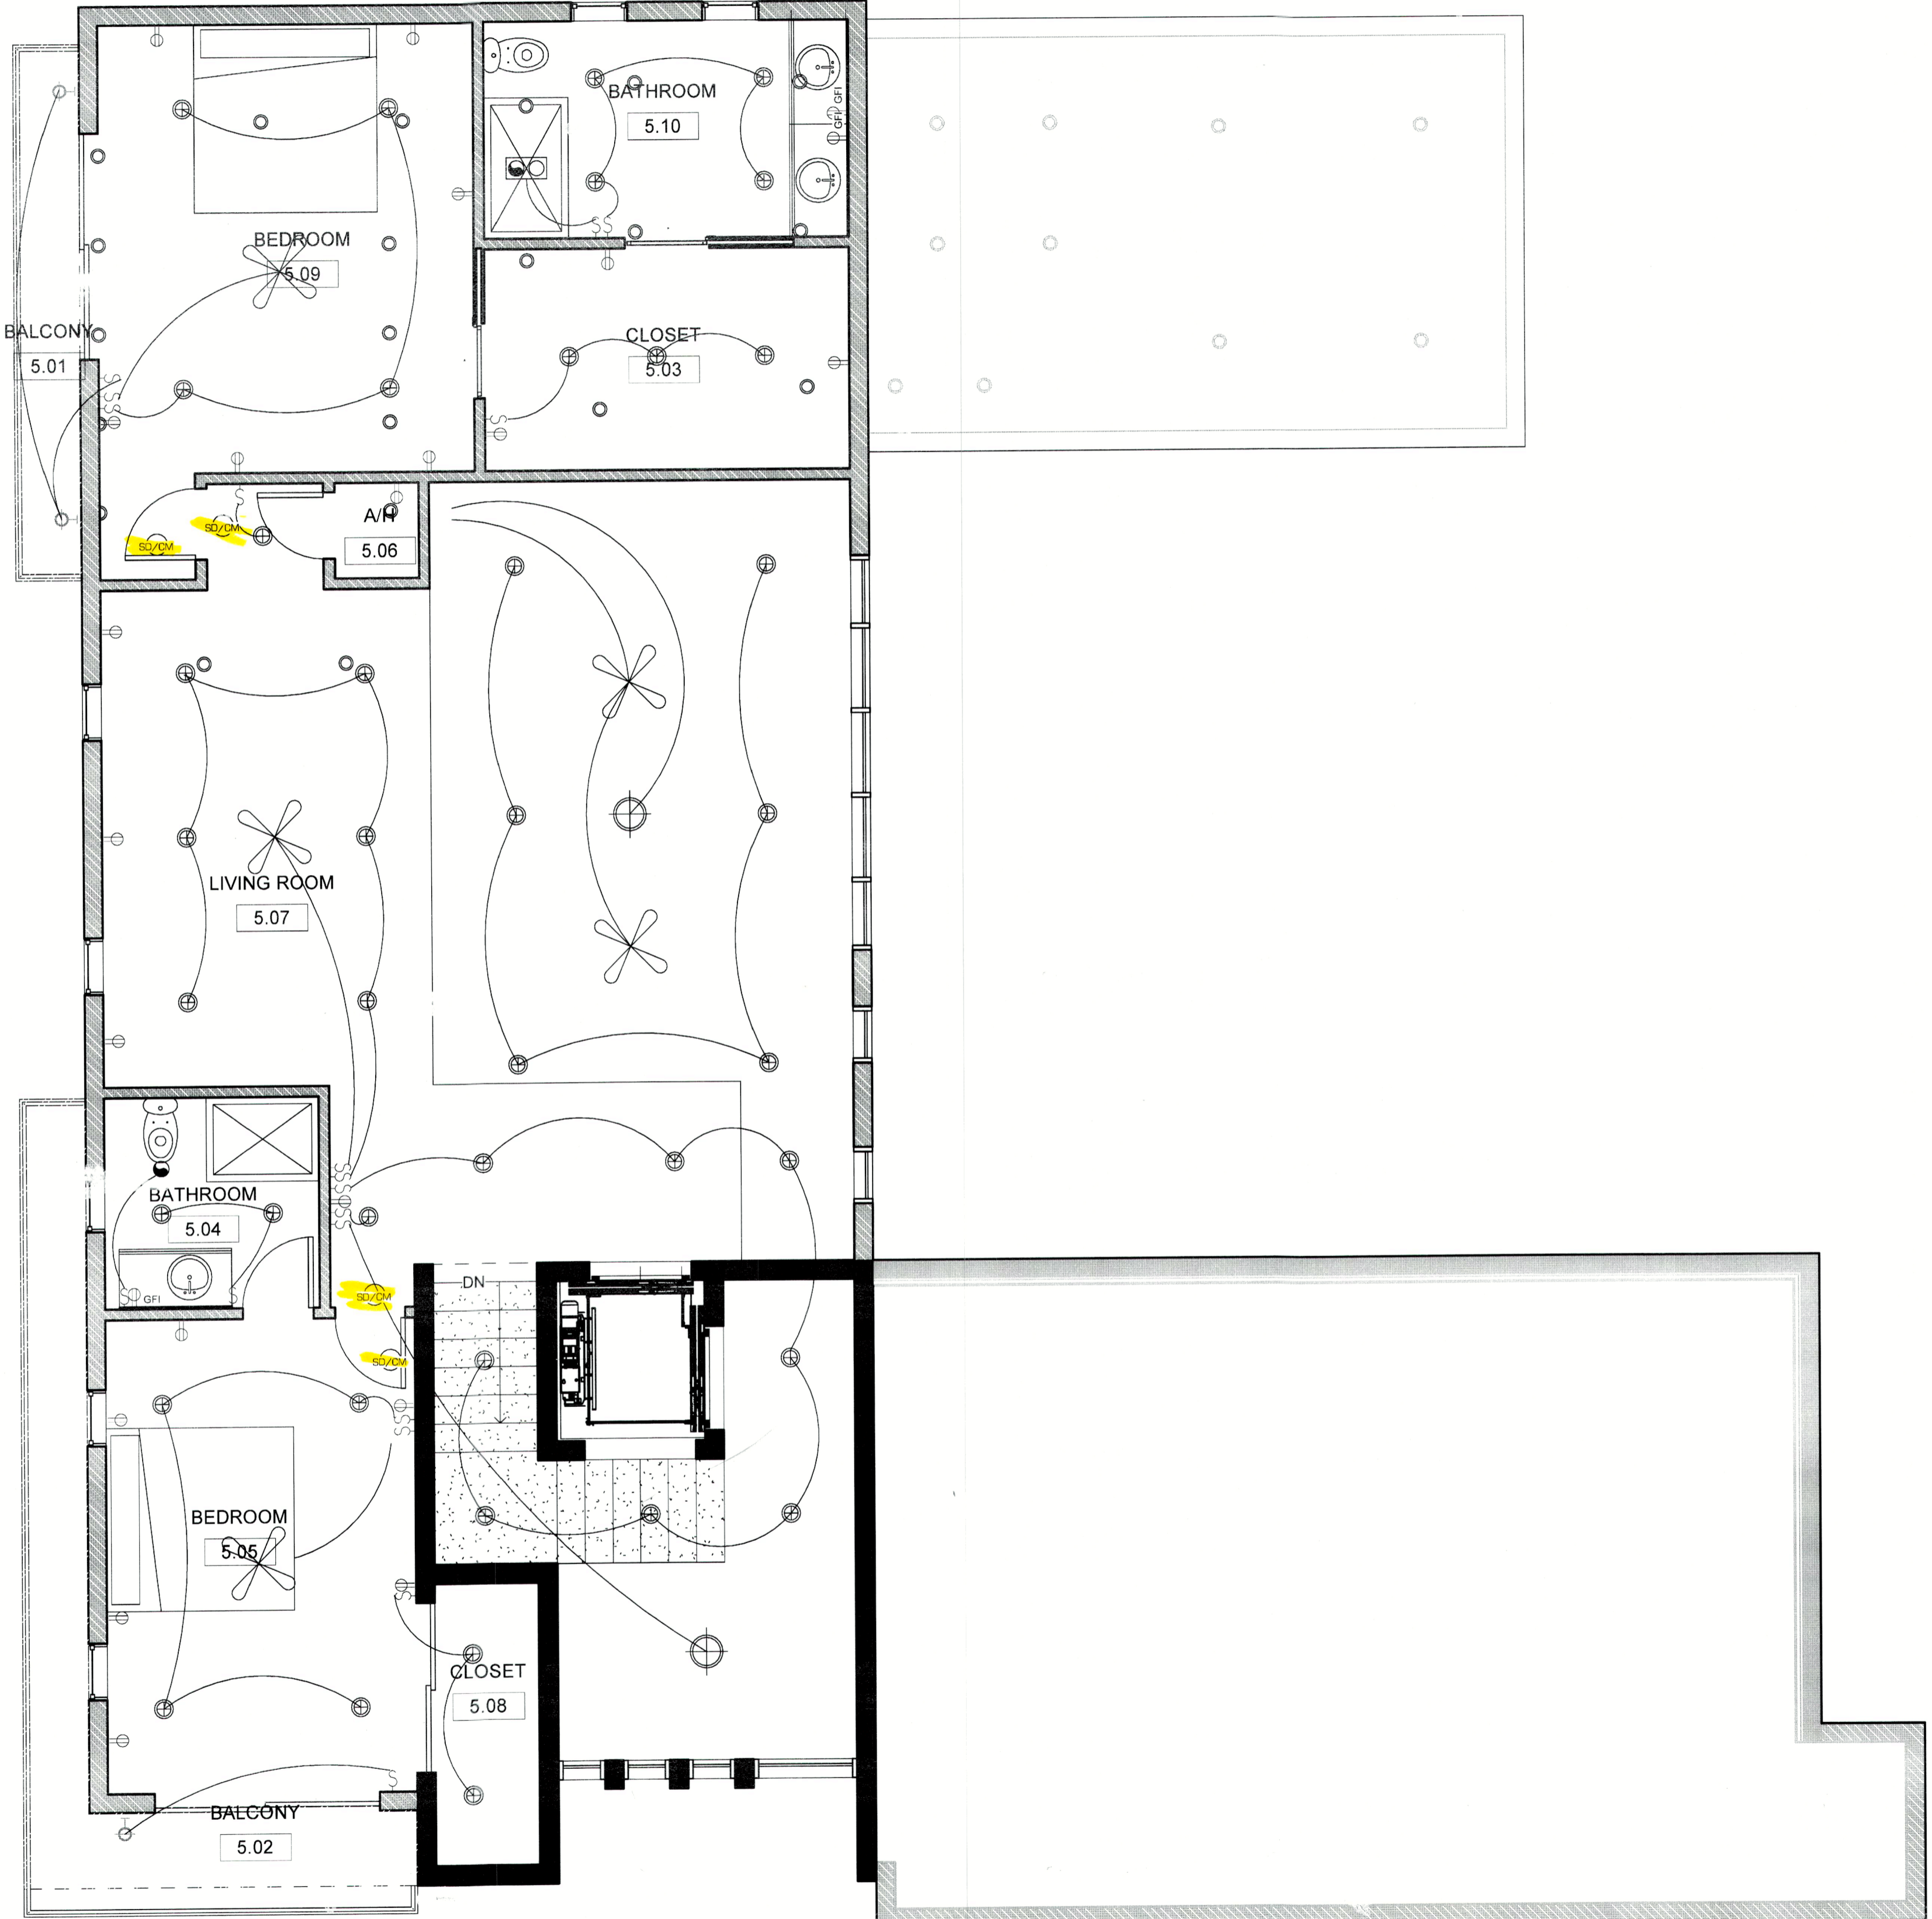 BATHROOM
5.10
GFI
GFI
BEDROOM
5.09
BALCONY
5.01
CLOSET
5.03
S
S
S
S
S
S
S
S
A/H
5.06
SD/CM
SD/CM
LIVING ROOM
5.07
S
S
S
S
S
BATHROOM
5.04
S
GFI
S
DN
SD/CM
SD/CM
S
S
BEDROOM
5.05
S
CLOSET
5.08
S
BALCONY
5.02